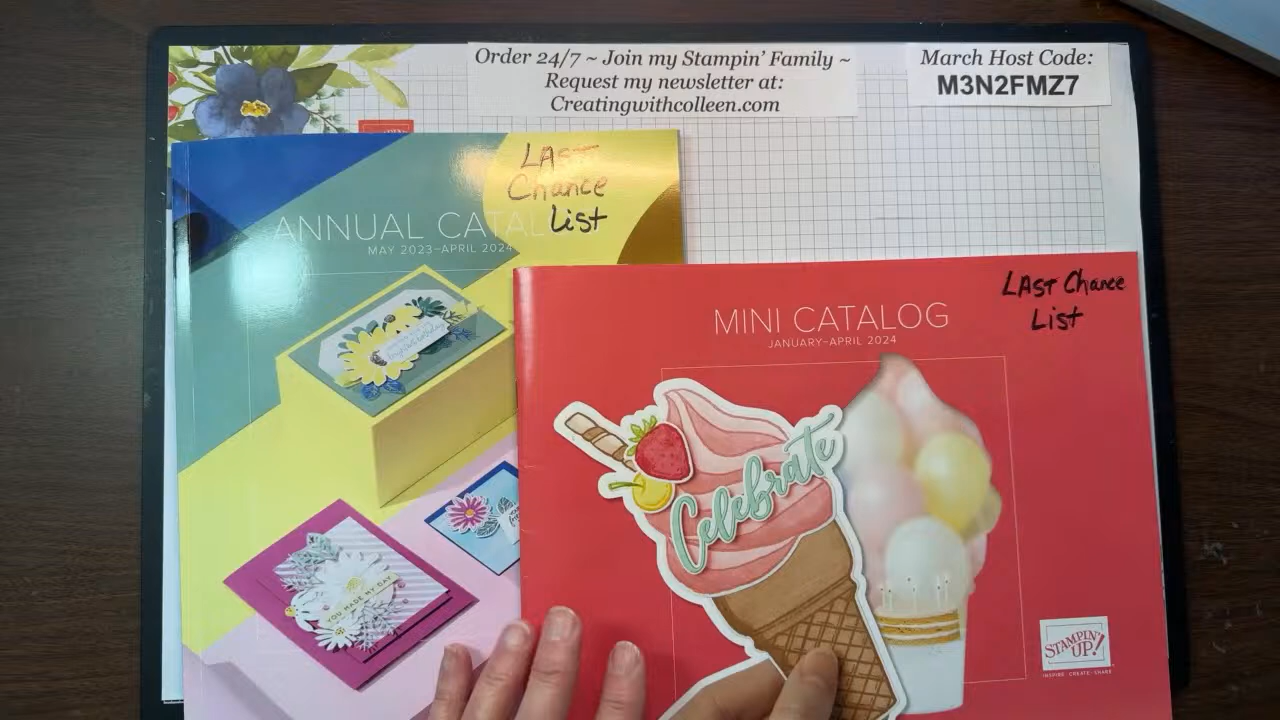 Order 24/7 ~ Join my Stampin' Family ~
Request my newsletter at:
Creatingwithcolleen.com
March Host Code:
M3N2FMZ7
LAST
Chance
List
ANNUAL CATAL
MAY 2023–APRIL 2024
YOU MADE MY DAY
LAST Chance
List
MINI CATALOG
JANUARY–APRIL 2024
Celebrate
STAMPIN' UP!
INSPIRE · CREATE · SHARE